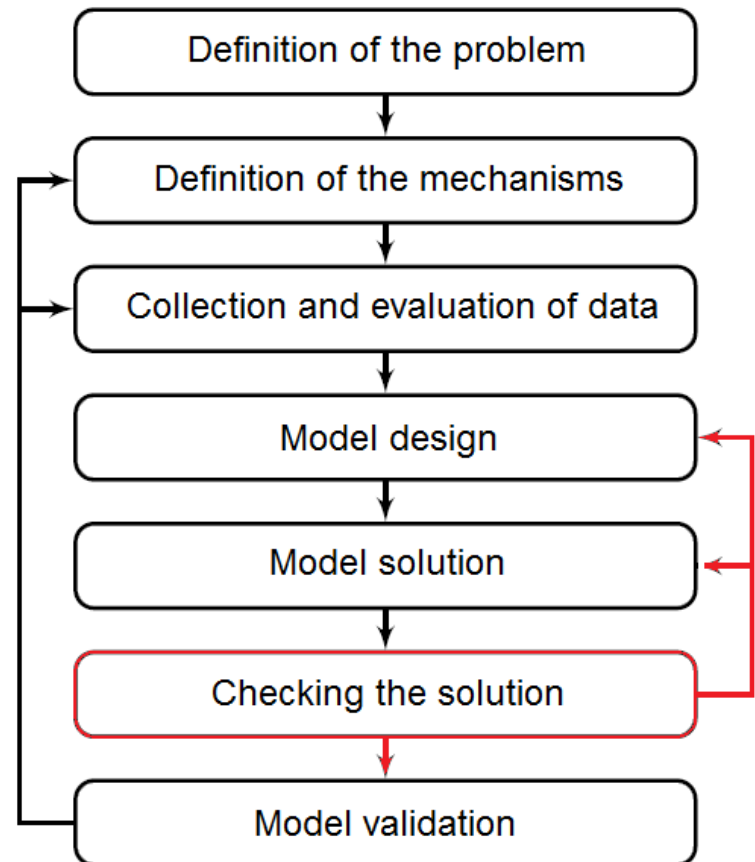 Definition of the problem
Definition of the mechanisms
Collection and evaluation of data
Model design
Model solution
Checking the solution
Model validation